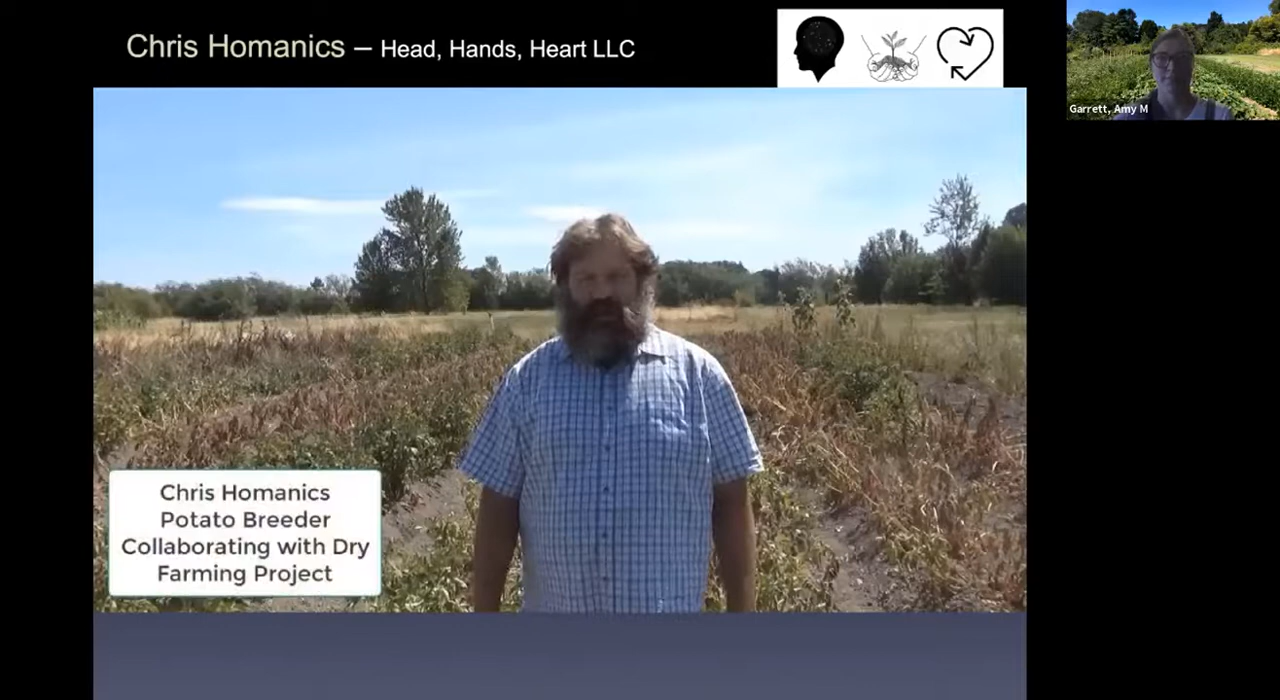 Chris Homanics — Head, Hands, Heart LLC
Garrett, Amy M
Chris Homanics
Potato Breeder
Collaborating with Dry
Farming Project